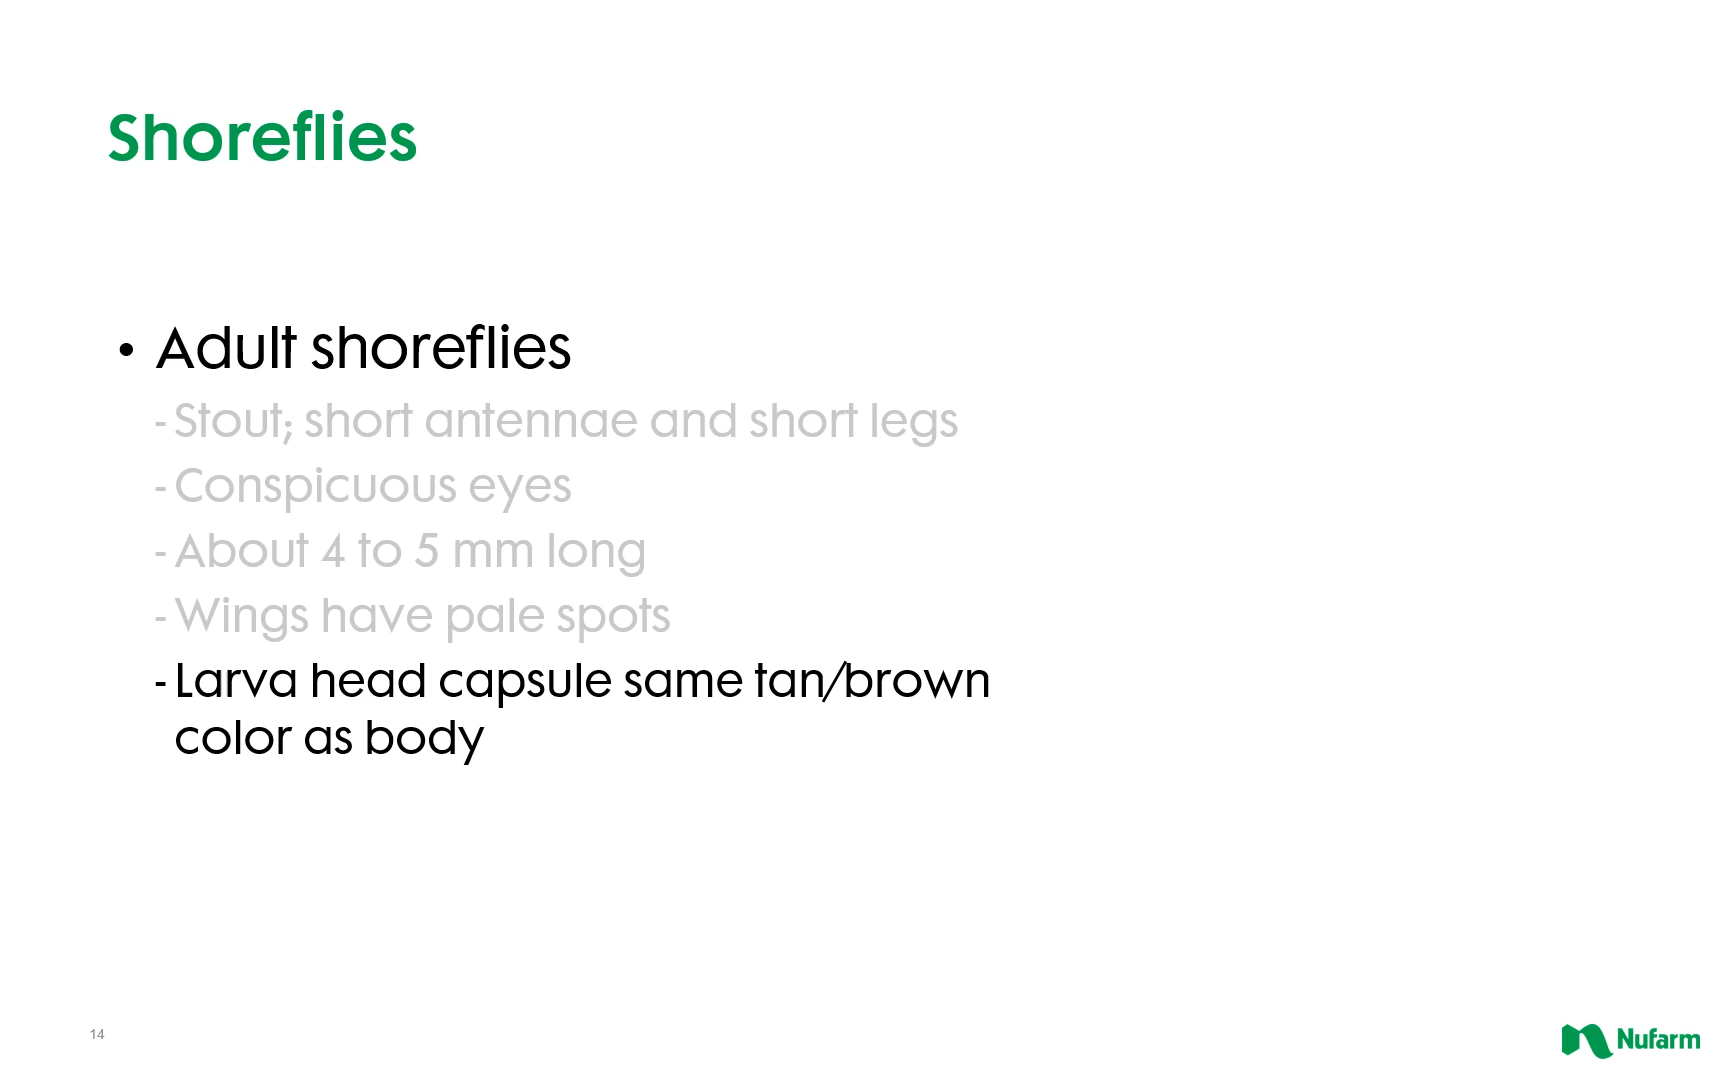 Shoreflies
• Adult shoreflies
- Stout; short antennae and short legs
- Conspicuous eyes
- About 4 to 5 mm long
- Wings have pale spots
- Larva head capsule same tan/brown
color as body
14
Nufarm